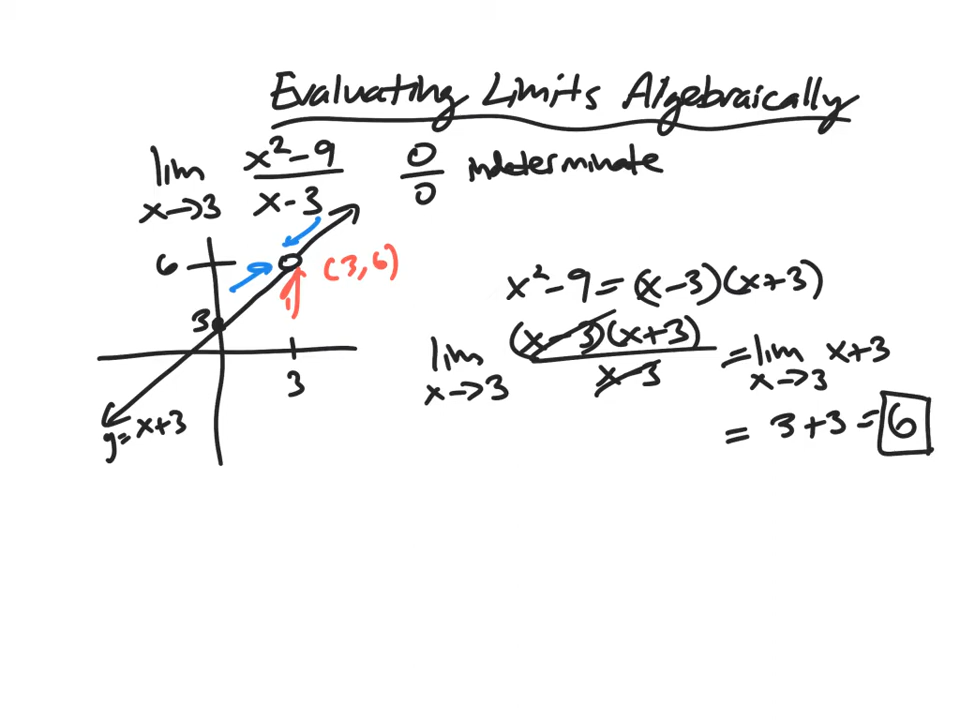 Evaluating Limits Algebraically
lim x→3 (x²-9)/(x-3) 0/0 indeterminate
6
(3,6)
3
3
y=x+3
x²-9=(x-3)(x+3)
lim x→3 (x-3)(x+3)/(x-3) = lim x→3 x+3
= 3+3=6